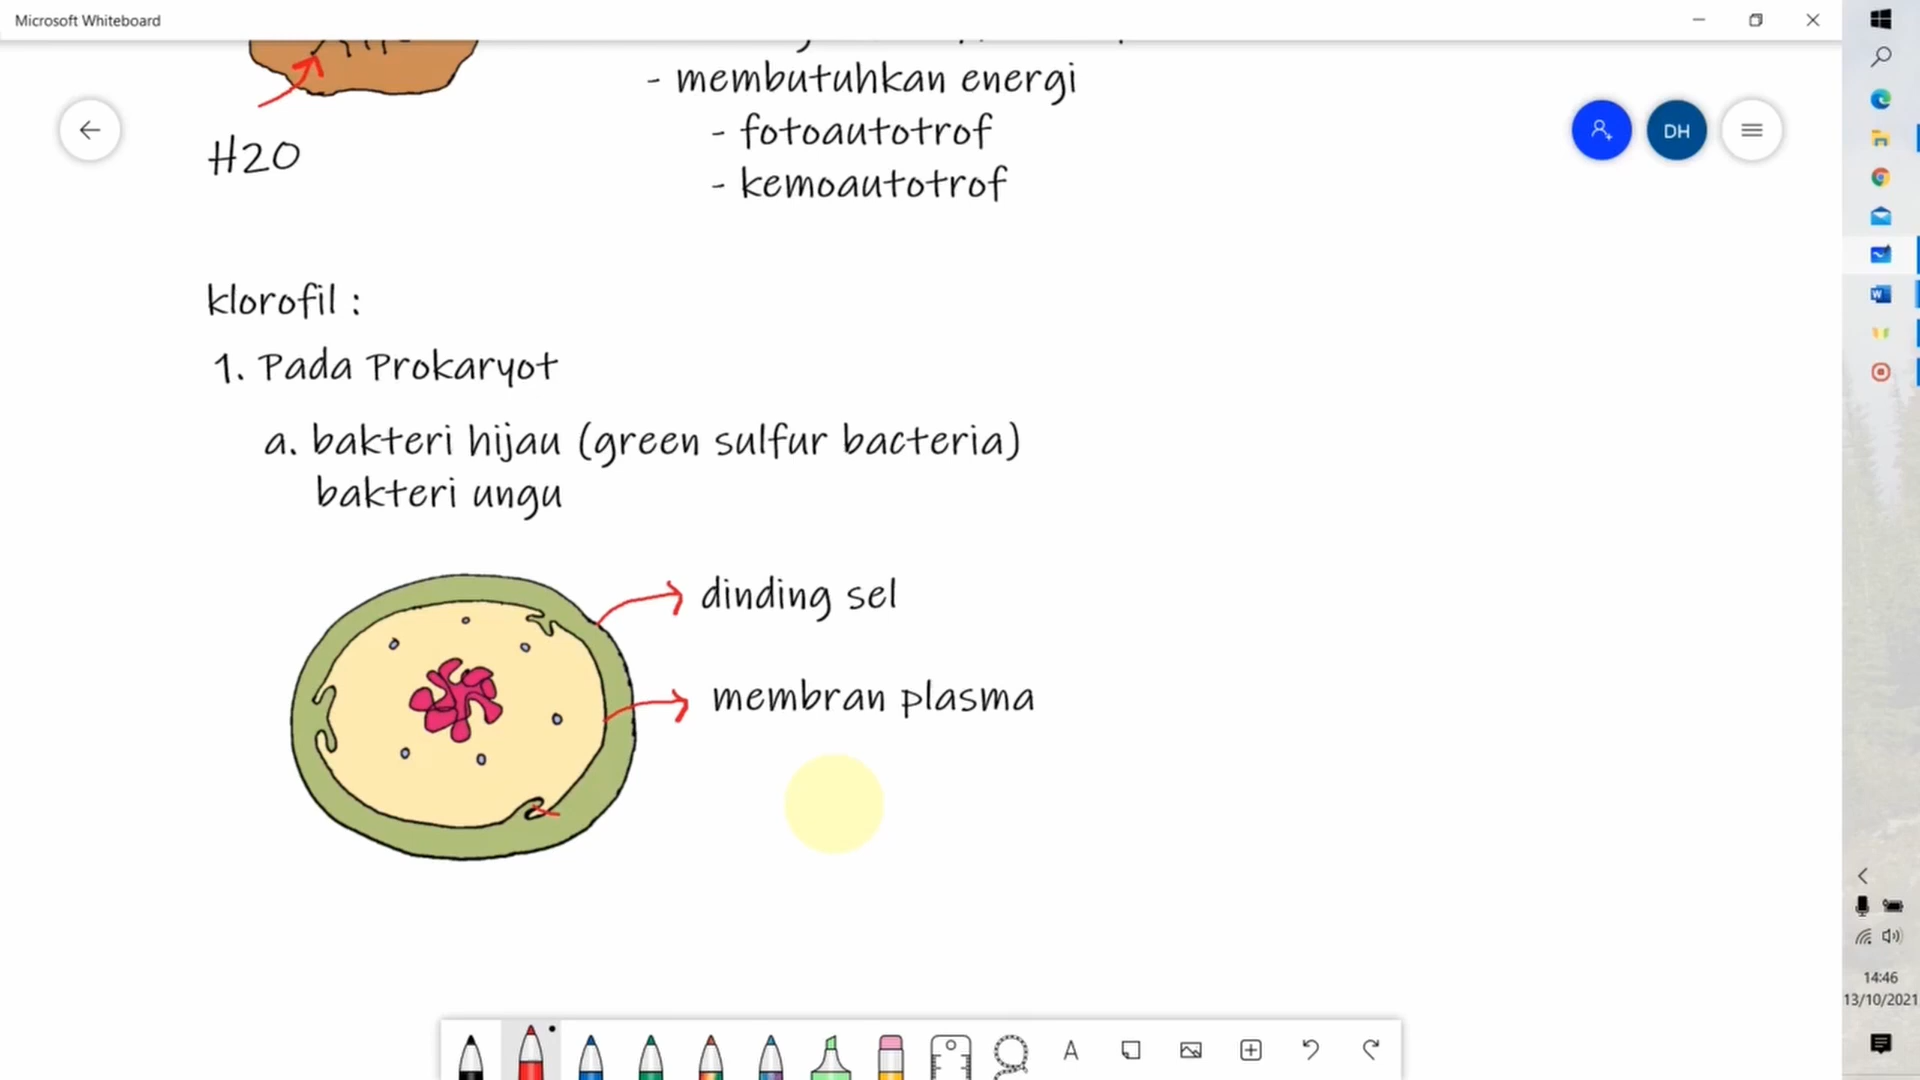 Microsoft Whiteboard
- membutuhkan energi
- fotoautotrof
- kemoautotrof
H2O
DH
klorofil :
1. Pada Prokaryot
a. bakteri hijau (green sulfur bacteria)
bakteri ungu
dinding sel
membran plasma
A
14:46
13/10/2021